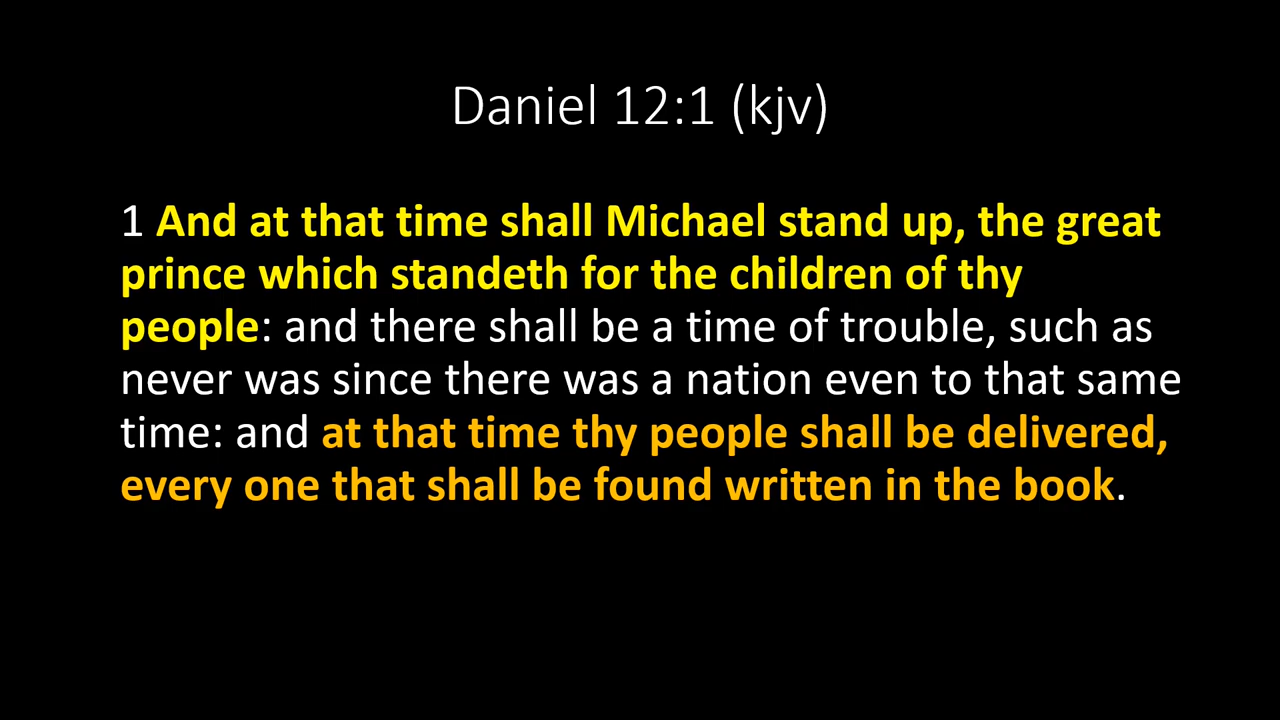 Daniel 12:1 (kjv)
1 And at that time shall Michael stand up, the great
prince which standeth for the children of thy
people: and there shall be a time of trouble, such as
never was since there was a nation even to that same
time: and at that time thy people shall be delivered,
every one that shall be found written in the book.